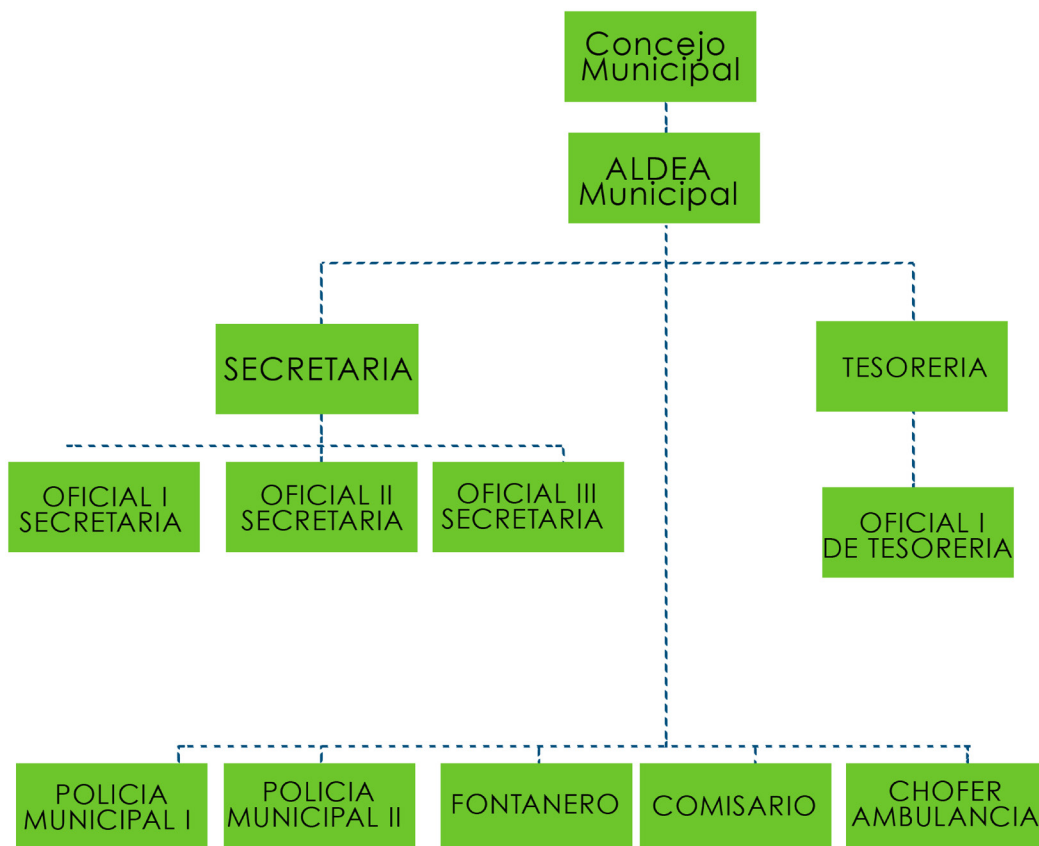 Concejo
Municipal
ALDEA
Municipal
SECRETARIA
TESORERIA
OFICIAL I
SECRETARIA
OFICIAL II
SECRETARIA
OFICIAL III
SECRETARIA
OFICIAL I
DE TESORERIA
POLICIA
MUNICIPAL I
POLICIA
MUNICIPAL II
FONTANERO
COMISARIO
CHOFER
AMBULANCIA